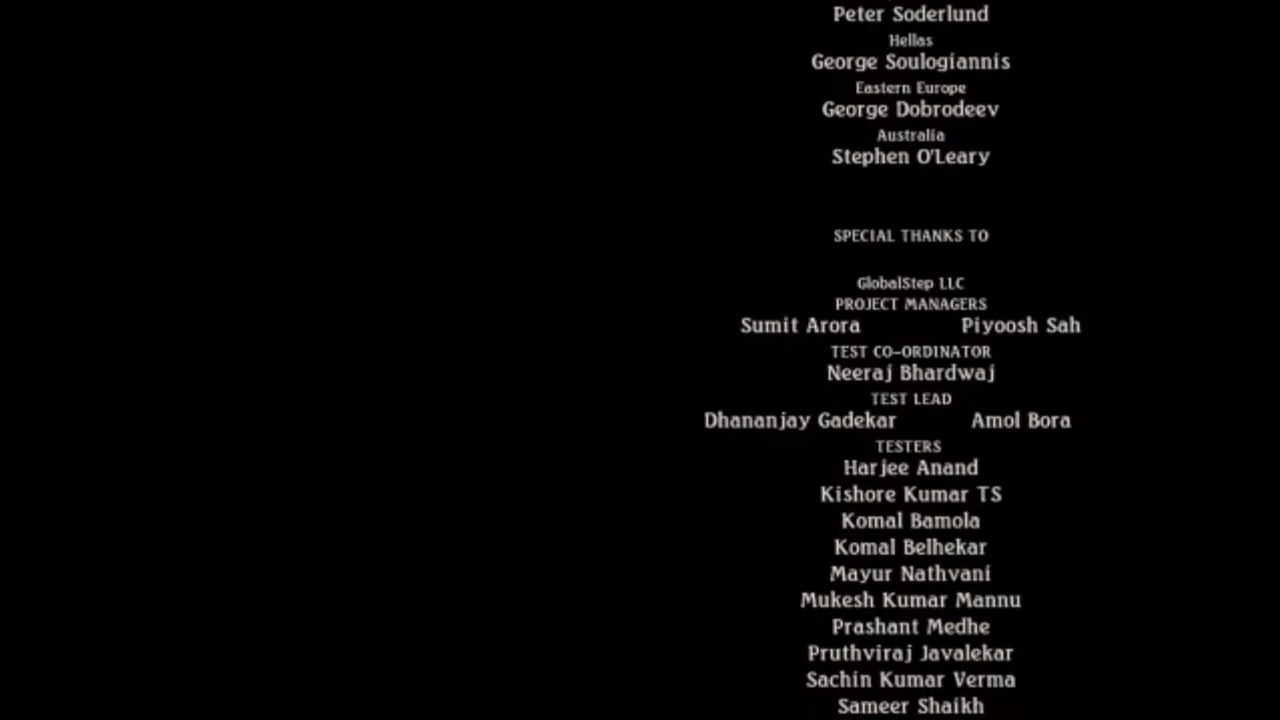 Peter Soderlund
Hellas
George Soulogiannis
Eastern Europe
George Dobrodeev
Australia
Stephen O'Leary
SPECIAL THANKS TO
GlobalStep LLC
PROJECT MANAGERS
Sumit Arora Piyoosh Sah
TEST CO-ORDINATOR
Neeraj Bhardwaj
TEST LEAD
Dhananjay Gadekar Amol Bora
TESTERS
Harjee Anand
Kishore Kumar TS
Komal Bamola
Komal Belhekar
Mayur Nathvani
Mukesh Kumar Mannu
Prashant Medhe
Pruthviraj Javalekar
Sachin Kumar Verma
Sameer Shaikh